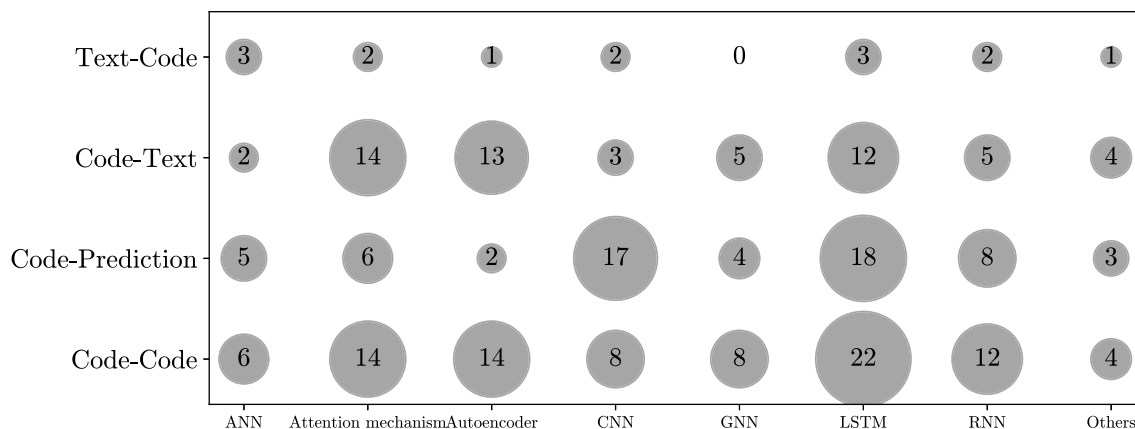 Text-Code 3 2 1 2 0 3 2 1
Code-Text 2 14 13 3 5 12 5 4
Code-Prediction 5 6 2 17 4 18 8 3
Code-Code 6 14 14 8 8 22 12 4
ANN Attention mechanism Autoencoder CNN GNN LSTM RNN Others